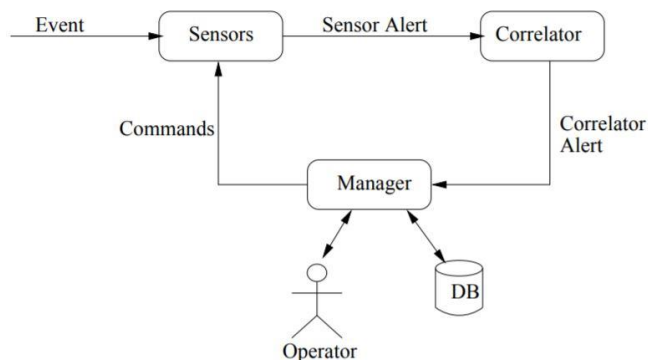 Event
Sensors
Sensor Alert
Correlator
Commands
Correlator
Alert
Manager
DB
Operator